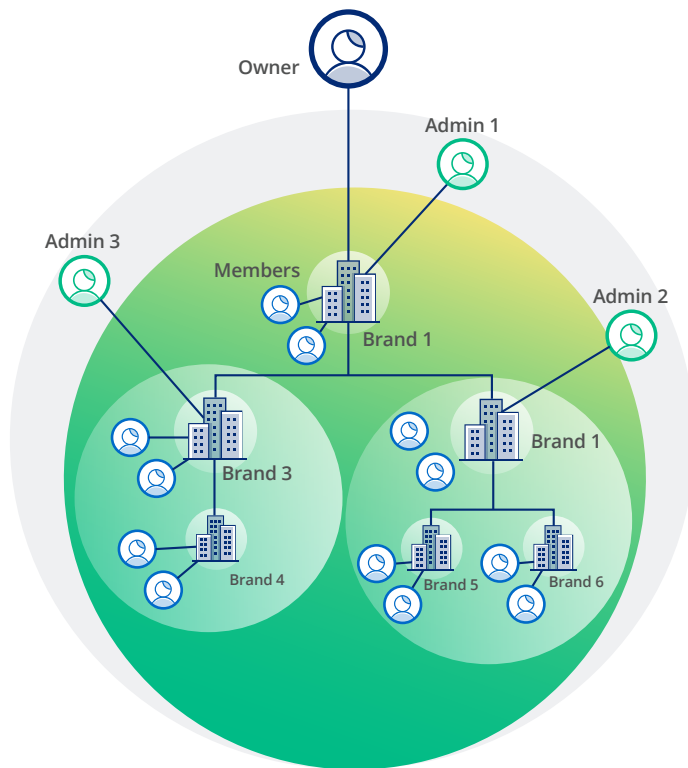 Owner
Admin 1
Admin 3
Members
Admin 2
Brand 1
Brand 1
Brand 3
Brand 4
Brand 5
Brand 6